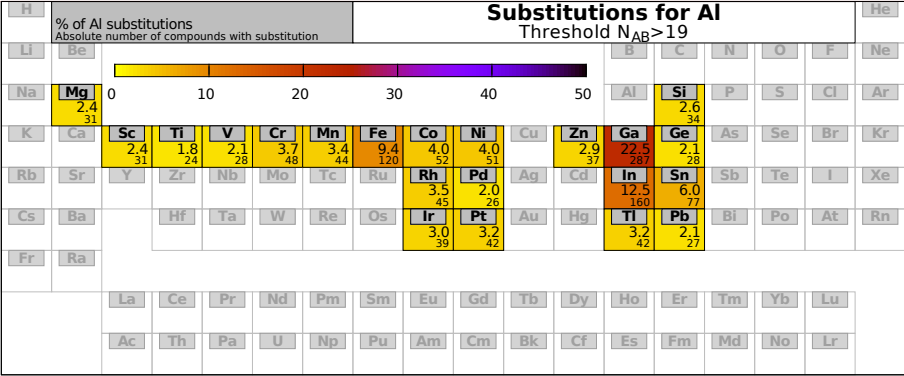 H
% of Al substitutions
Absolute number of compounds with substitution
Substitutions for Al
Threshold NAB>19
He
Li Be B C N O F Ne
0 10 20 30 40 50
Na Mg Al Si P S Cl Ar
2.4 2.6
31 34
K Ca Sc Ti V Cr Mn Fe Co Ni Cu Zn Ga Ge As Se Br Kr
2.4 1.8 2.1 3.7 3.4 9.4 4.0 4.0 2.9 22.5 2.1
31 24 28 48 44 120 52 51 37 287 28
Rb Sr Y Zr Nb Mo Tc Ru Rh Pd Ag Cd In Sn Sb Te I Xe
3.5 2.0 12.5 6.0
45 26 160 77
Cs Ba Hf Ta W Re Os Ir Pt Au Hg Tl Pb Bi Po At Rn
3.0 3.2 3.2 2.1
39 42 42 27
Fr Ra
La Ce Pr Nd Pm Sm Eu Gd Tb Dy Ho Er Tm Yb Lu
Ac Th Pa U Np Pu Am Cm Bk Cf Es Fm Md No Lr